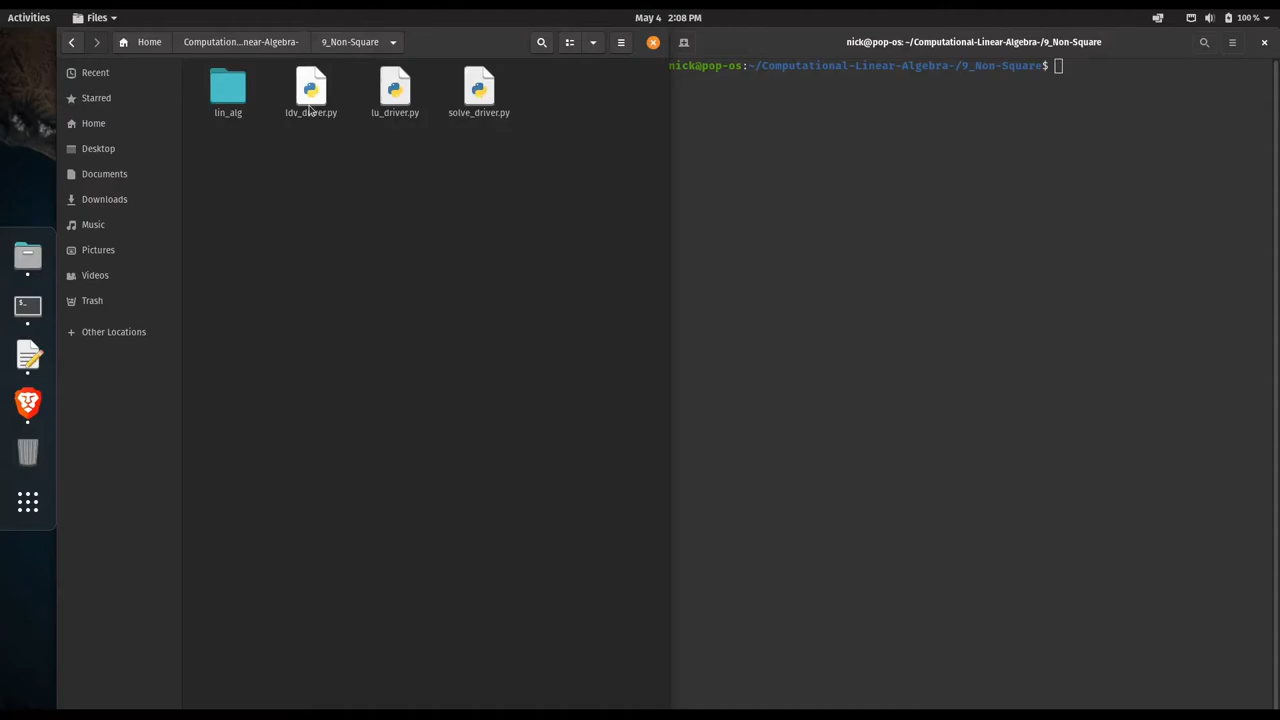 Activities
Files
May 4 2:08 PM
100 %
Home
Computation...near-Algebra-
9_Non-Square
nick@pop-os: ~/Computational-Linear-Algebra-/9_Non-Square
Recent
Starred
Home
Desktop
Documents
Downloads
Music
Pictures
Videos
Trash
+ Other Locations
lin_alg
ldv_driver.py
lu_driver.py
solve_driver.py
nick@pop-os:~/Computational-Linear-Algebra-/9_Non-Square$
$_